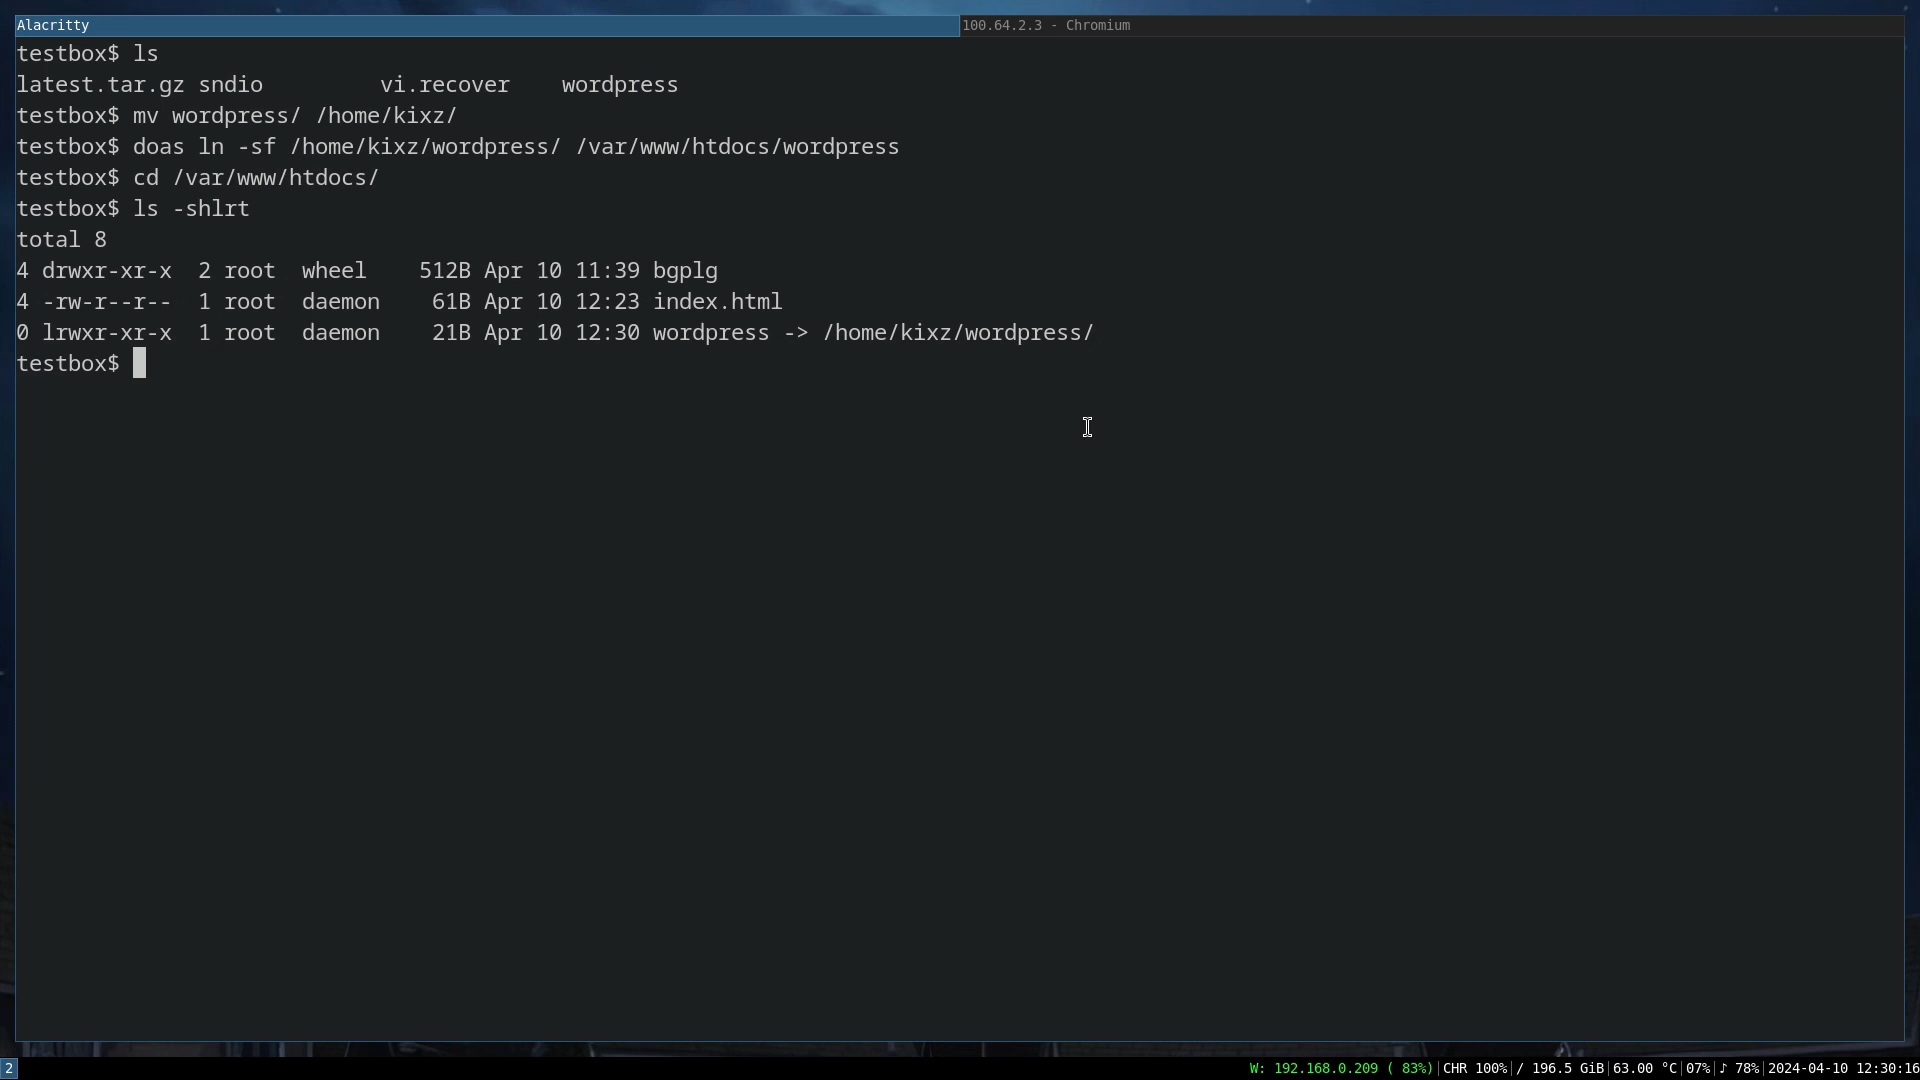 Alacritty 100.64.2.3 - Chromium
testbox$ ls
latest.tar.gz sndio         vi.recover    wordpress
testbox$ mv wordpress/ /home/kixz/
testbox$ doas ln -sf /home/kixz/wordpress/ /var/www/htdocs/wordpress
testbox$ cd /var/www/htdocs/
testbox$ ls -shlrt
total 8
4 drwxr-xr-x  2 root  wheel    512B Apr 10 11:39 bgplg
4 -rw-r--r--  1 root  daemon    61B Apr 10 12:23 index.html
0 lrwxr-xr-x  1 root  daemon    21B Apr 10 12:30 wordpress -> /home/kixz/wordpress/
testbox$
2 W: 192.168.0.209 ( 83%)|CHR 100%|/ 196.5 GiB|63.00 °C|07%|♪ 78%|2024-04-10 12:30:16